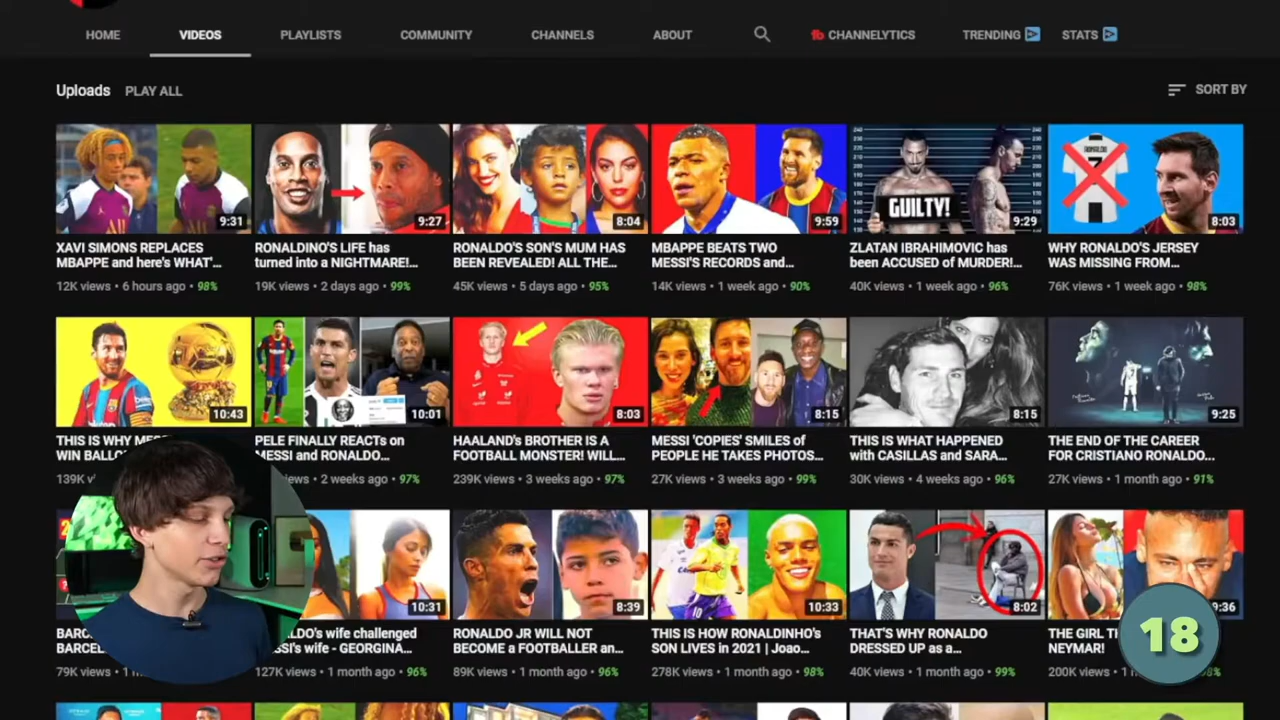 HOME VIDEOS PLAYLISTS COMMUNITY CHANNELS ABOUT CHANNELYTICS TRENDING STATS
Uploads PLAY ALL SORT BY
9:31
9:27
8:04
9:59
GUILTY!
9:29
8:03
XAVI SIMONS REPLACES
MBAPPE and here's WHAT'...
12K views • 6 hours ago • 98%
RONALDINO'S LIFE has
turned into a NIGHTMARE!...
19K views • 2 days ago • 99%
RONALDO'S SON'S MUM HAS
BEEN REVEALED! ALL THE...
45K views • 5 days ago • 95%
MBAPPE BEATS TWO
MESSI'S RECORDS and...
14K views • 1 week ago • 90%
ZLATAN IBRAHIMOVIC has
been ACCUSED of MURDER!...
40K views • 1 week ago • 96%
WHY RONALDO'S JERSEY
WAS MISSING FROM...
76K views • 1 week ago • 98%
10:43
10:01
8:03
8:15
8:15
9:25
THIS IS WHY
WIN
139K
PELE FINALLY REACTs on
MESSI and RONALDO...
2 weeks ago • 97%
HAALAND's BROTHER IS A
FOOTBALL MONSTER! WILL...
239K views • 3 weeks ago • 97%
MESSI 'COPIES' SMILES of
PEOPLE HE TAKES PHOTOS...
27K views • 3 weeks ago • 99%
THIS IS WHAT HAPPENED
with CASILLAS and SARA...
30K views • 4 weeks ago • 96%
THE END OF THE CAREER
FOR CRISTIANO RONALDO...
27K views • 1 month ago • 91%
10:31
8:39
10:33
8:02
9:36
79K views
wife challenged
wife - GEORGINA...
127K views • 1 month ago • 96%
RONALDO JR WILL NOT
BECOME a FOOTBALLER an...
89K views • 1 month ago • 96%
THIS IS HOW RONALDINHO's
SON LIVES in 2021 | Joao...
278K views • 1 month ago • 98%
THAT'S WHY RONALDO
DRESSED UP as a...
40K views • 1 month ago • 99%
THE GIRL
NEYMAR!
200K views
18